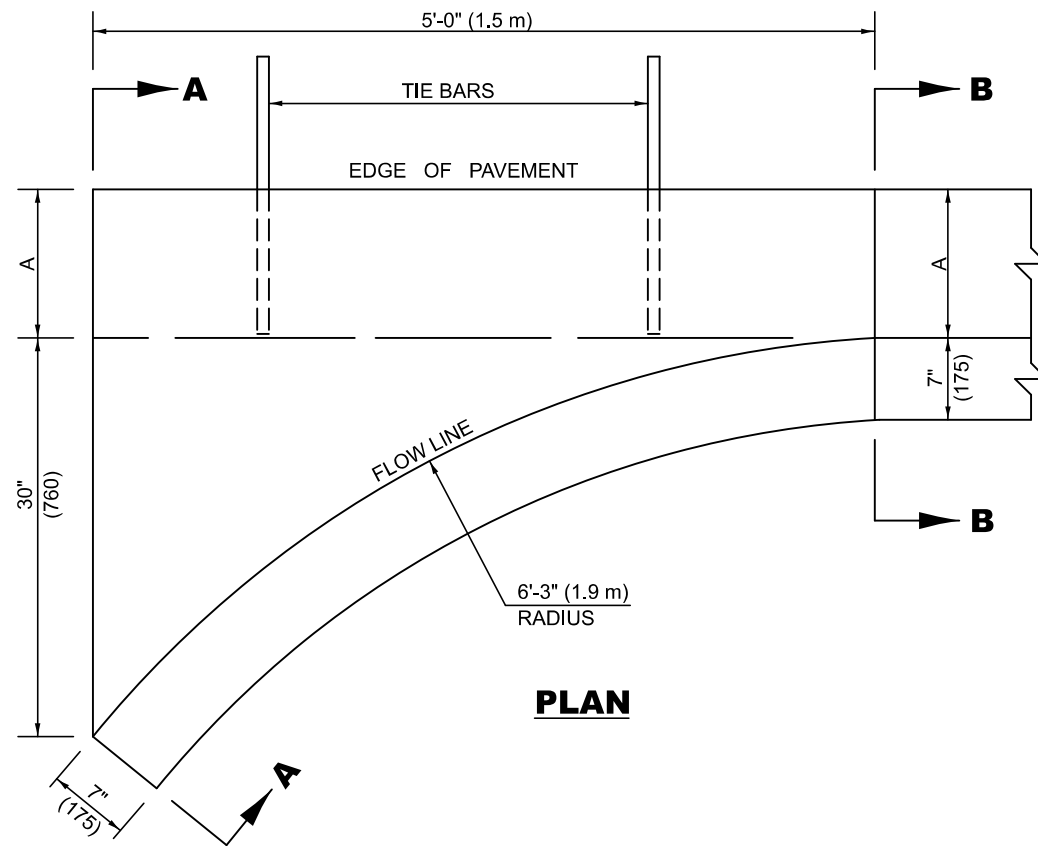 5'-0" (1.5 m)
A
B
TIE BARS
EDGE OF PAVEMENT
A
A
7"
(175)
FLOW LINE
30"
(760)
B
6'-3" (1.9 m)
RADIUS
PLAN
A
7"
(175)